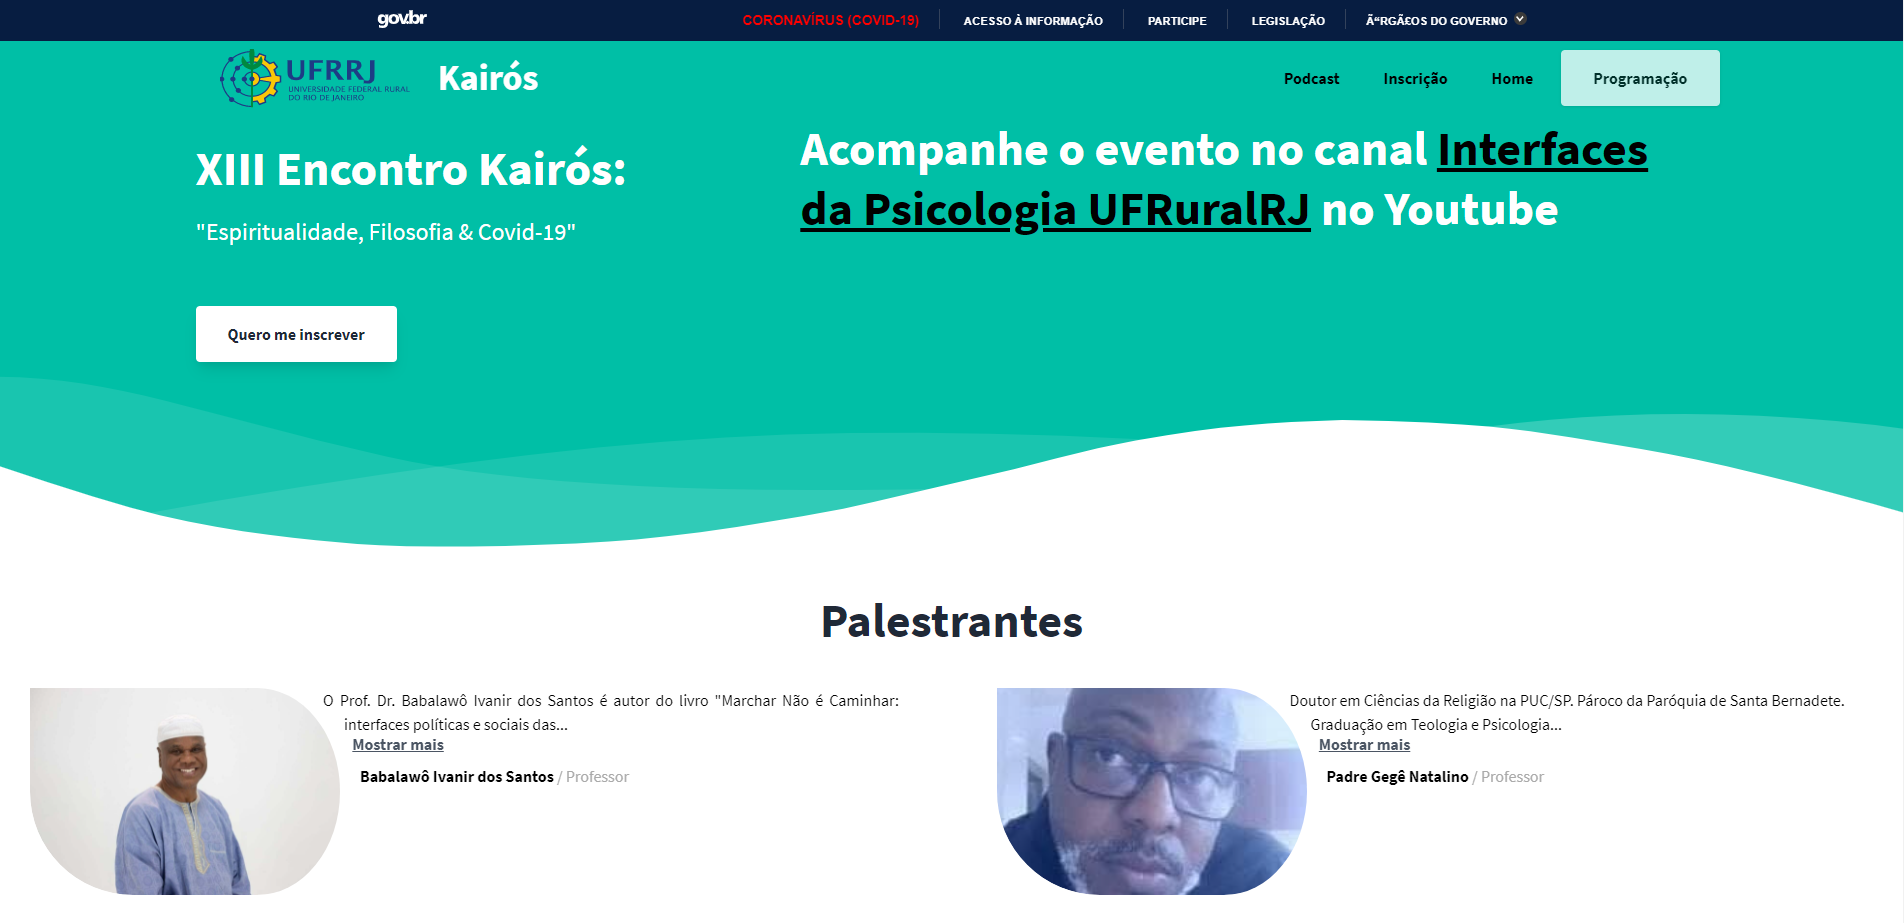 gov.br
CORONAVÍRUS (COVID-19)
ACESSO À INFORMAÇÃO
PARTICIPE
LEGISLAÇÃO
Ã“RGÃ£OS DO GOVERNO
UFRRJ
UNIVERSIDADE FEDERAL RURAL
DO RIO DE JANEIRO
Kairós
Podcast
Inscrição
Home
Programação
XIII Encontro Kairós:
"Espiritualidade, Filosofia & Covid-19"
Quero me inscrever
Acompanhe o evento no canal Interfaces
da Psicologia UFRuralRJ no Youtube
Palestrantes
O Prof. Dr. Babalawô Ivanir dos Santos é autor do livro "Marchar Não é Caminhar:
interfaces políticas e sociais das...
Mostrar mais
Babalawô Ivanir dos Santos / Professor
Doutor em Ciências da Religião na PUC/SP. Pároco da Paróquia de Santa Bernadete.
Graduação em Teologia e Psicologia...
Mostrar mais
Padre Gegê Natalino / Professor